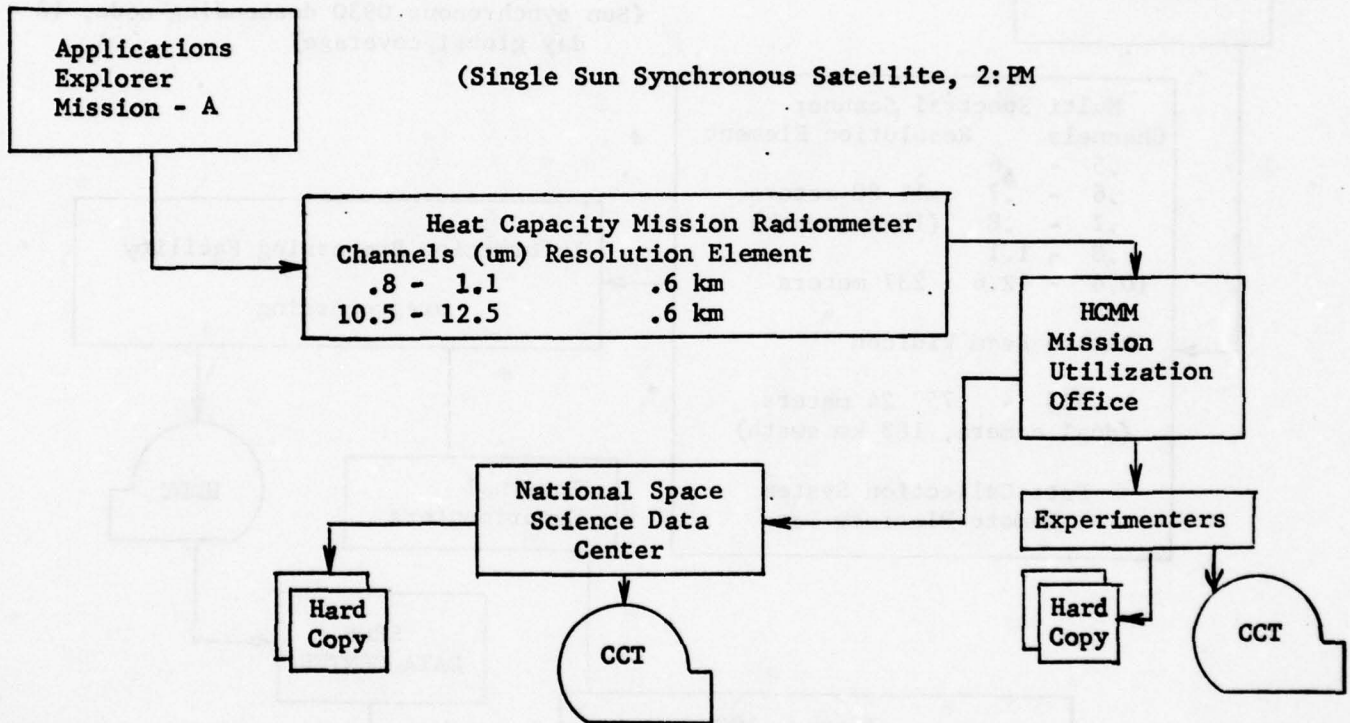 Applications
Explorer
Mission - A
(Single Sun Synchronous Satellite, 2:PM
Heat Capacity Mission Radionmeter
Channels (um) Resolution Element
.8 - 1.1 .6 km
10.5 - 12.5 .6 km
HCMM
Mission
Utilization
Office
National Space
Science Data
Center
Experimenters
Hard
Copy
CCT
Hard
Copy
CCT